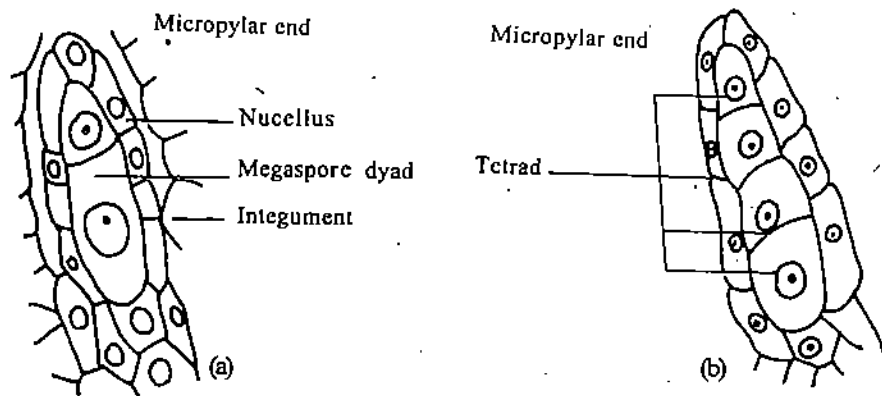 Micropylar end
Nucellus
Megaspore dyad
Integument
(a)
Micropylar end
Tetrad
(b)